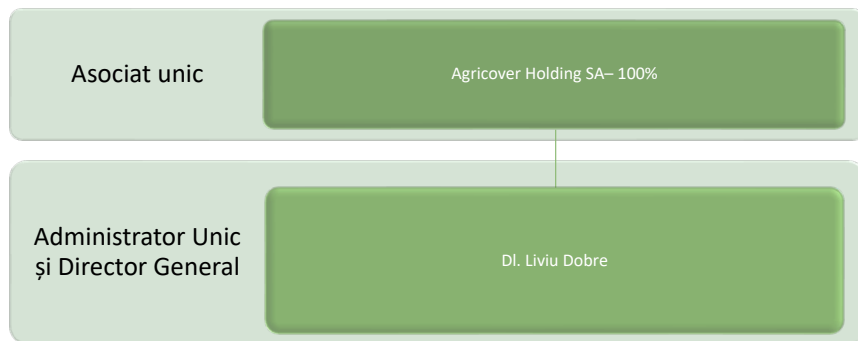 Asociat unic
Agricover Holding SA– 100%
Administrator Unic
și Director General
Dl. Liviu Dobre